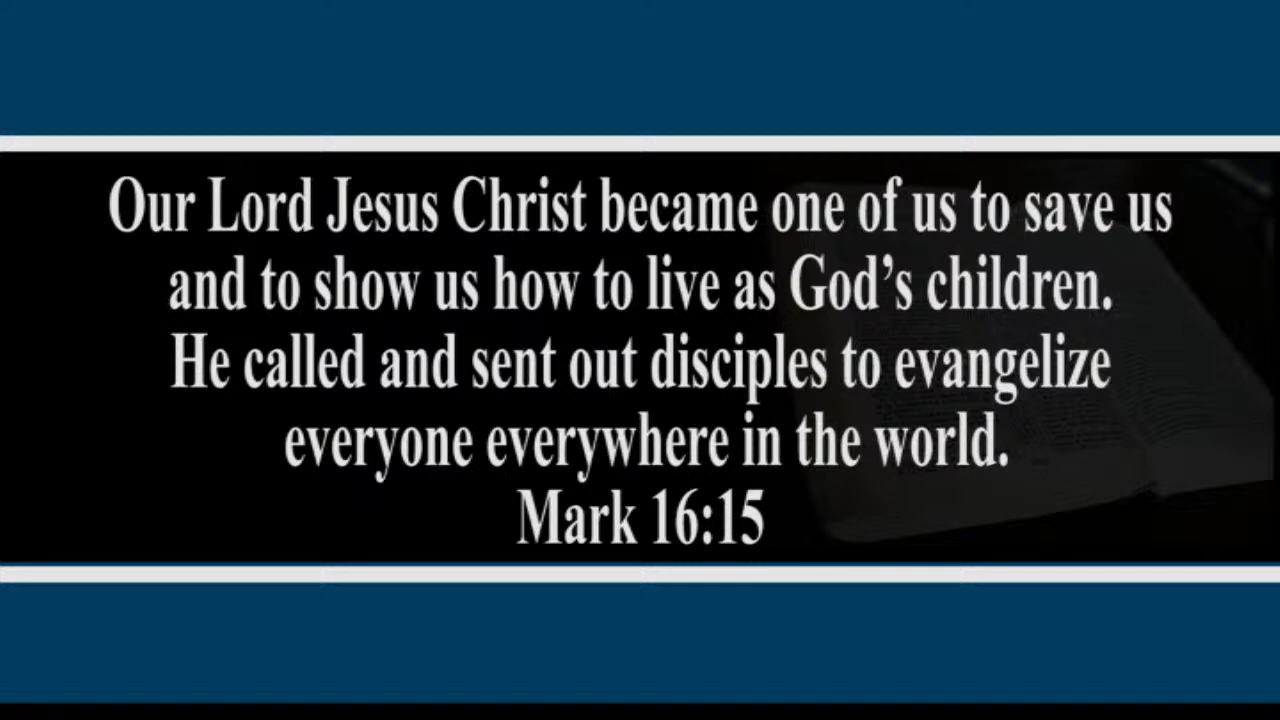 Our Lord Jesus Christ became one of us to save us
and to show us how to live as God’s children.
He called and sent out disciples to evangelize
everyone everywhere in the world.
Mark 16:15